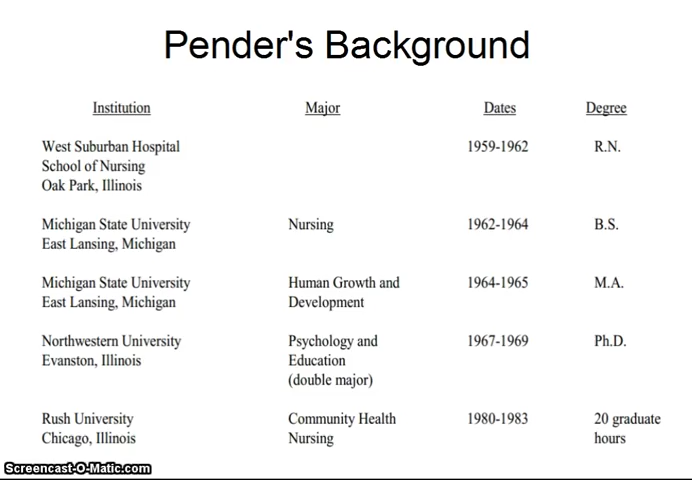 Pender's Background
Institution Major Dates Degree
West Suburban Hospital 1959-1962 R.N.
School of Nursing
Oak Park, Illinois
Michigan State University Nursing 1962-1964 B.S.
East Lansing, Michigan
Michigan State University Human Growth and 1964-1965 M.A.
East Lansing, Michigan Development
Northwestern University Psychology and 1967-1969 Ph.D.
Evanston, Illinois Education
(double major)
Rush University Community Health 1980-1983 20 graduate
Chicago, Illinois Nursing hours
Screencast-O-Matic.com